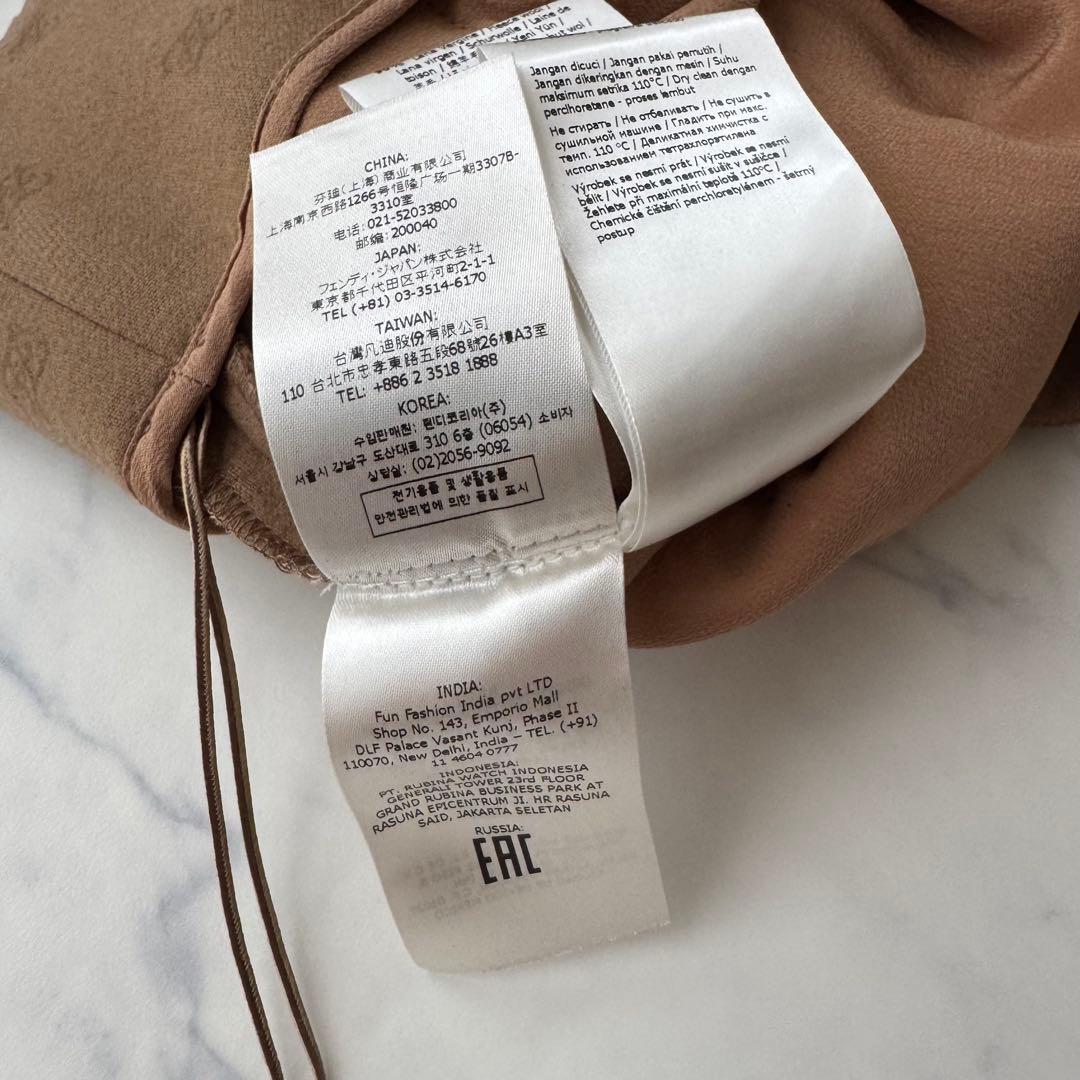 Lana virgen / Schurwolle / Laine de
Jangan dicuci / Jangan pakai pemutih /
Jangan dikeringkan dengan mesin / Suhu
maksimum setrika 110°C / Dry clean dengan
perclhoretane - proses lembut
Не стирать / Не отбеливать / Не сушить в
сушильной машине / Гладить при макс.
темп. 110 °C / Деликатная химчистка с
использованием тетрахлорэтилена
Výrobek se nesmí prát / Výrobek se nesmí
bělit / Výrobek se nesmí sušit v sušičce /
Žehlete při maximální teplotě 110°C /
Chemické čištění perchloretylénem - šetrný
postup
CHINA:
芬迪(上海)商业有限公司
上海南京西路1266号恒隆广场一期3307B-
3310室
电话: 021-52033800
邮编: 200040
JAPAN:
フェンディ・ジャパン株式会社
東京都千代田区平河町2-1-1
TEL (+81) 03-3514-6170
TAIWAN:
台灣凡迪股份有限公司
110 台北市忠孝東路五段68號26樓A3室
TEL: +886 2 3518 1888
KOREA:
수입판매원: 펜디코리아(주)
서울시 강남구 도산대로 310 6층 (06054) 소비자
상담실: (02)2056-9092
전기용품 및 생활용품
안전관리법에 의한 품질 표시
INDIA:
Fun Fashion India pvt LTD
Shop No. 143, Emporio Mall
DLF Palace Vasant Kunj, Phase II
110070, New Delhi, India – TEL. (+91)
11 4604 0777
INDONESIA:
PT. RUBINA WATCH INDONESIA
GENERALI TOWER 23rd FLOOR
GRAND RUBINA BUSINESS PARK AT
RASUNA EPICENTRUM JI. HR RASUNA
SAID, JAKARTA SELETAN
RUSSIA:
EAC